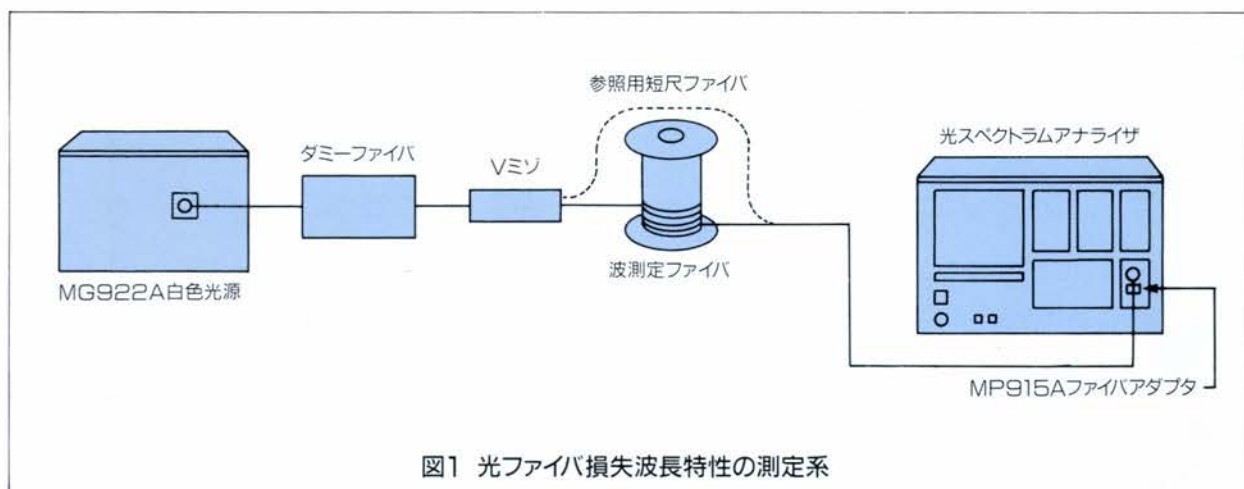 参照用短尺ファイバ
光スペクトラムアナライザ
ダミーファイバ
Vミゾ
波測定ファイバ
MG922A白色光源
MP915Aファイバアダプタ
図1 光ファイバ損失波長特性の測定系